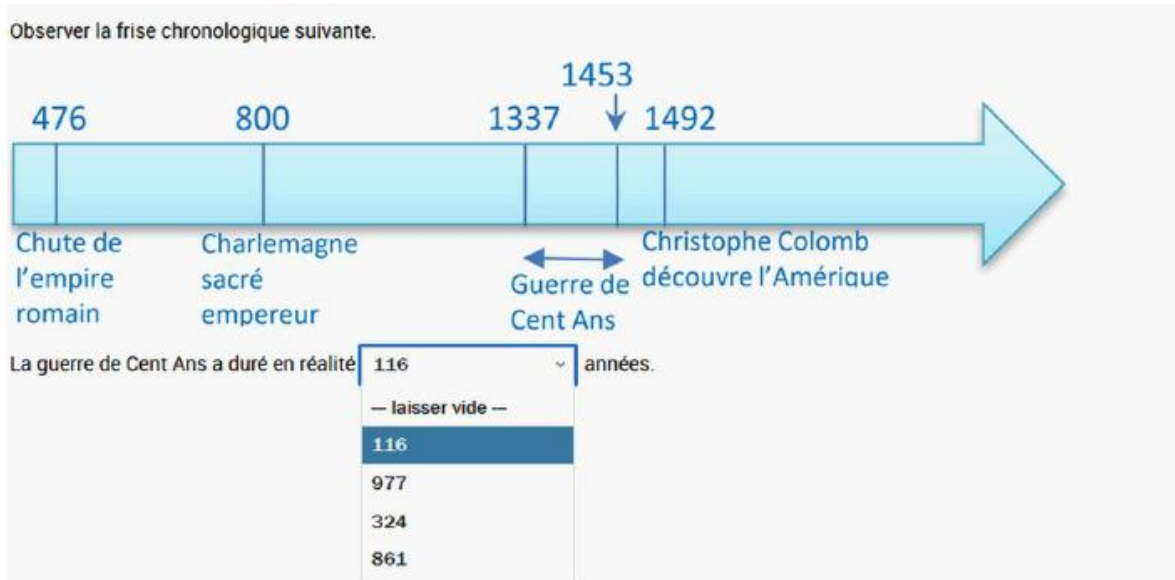 Observer la frise chronologique suivante.
1453
476 800 1337 1492
Chute de
l'empire
romain
Charlemagne
sacré
empereur
Guerre de
Cent Ans
Christophe Colomb
découvre l'Amérique
La guerre de Cent Ans a duré en réalité 116 années.
— laisser vide —
116
977
324
861